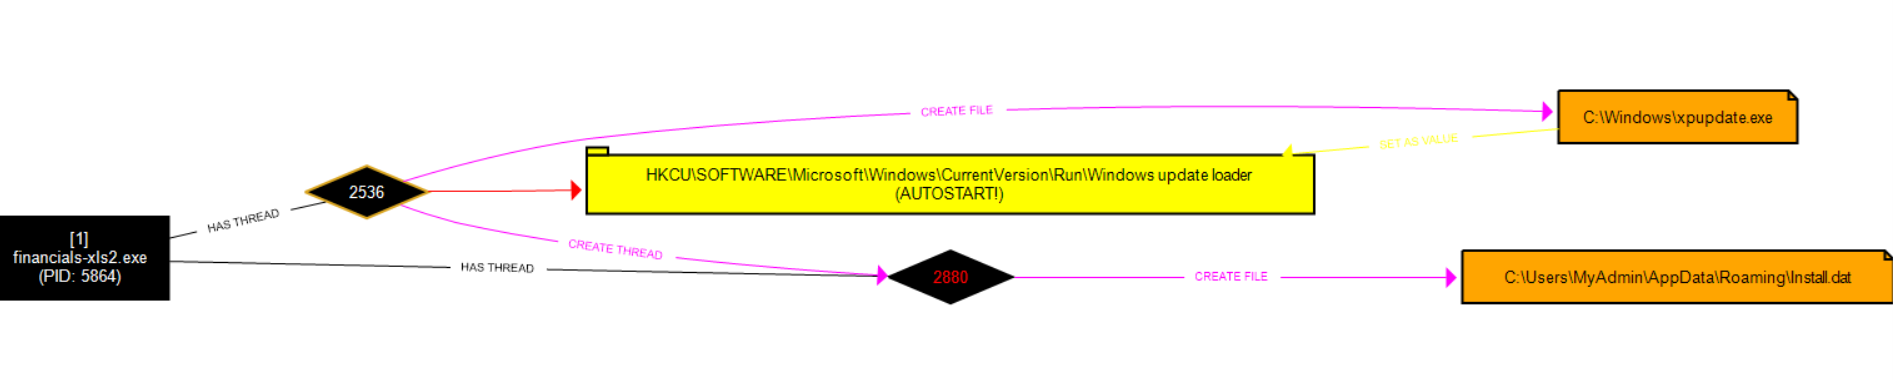 CREATE FILE
C:\Windows\xpupdate.exe
SET AS VALUE
HKCU\SOFTWARE\Microsoft\Windows\CurrentVersion\Run\Windows update loader
(AUTOSTART!)
2536
HAS THREAD
[1]
financials-xls2.exe
(PID: 5864)
CREATE THREAD
HAS THREAD
2880
CREATE FILE
C:\Users\MyAdmin\AppData\Roaming\Install.dat